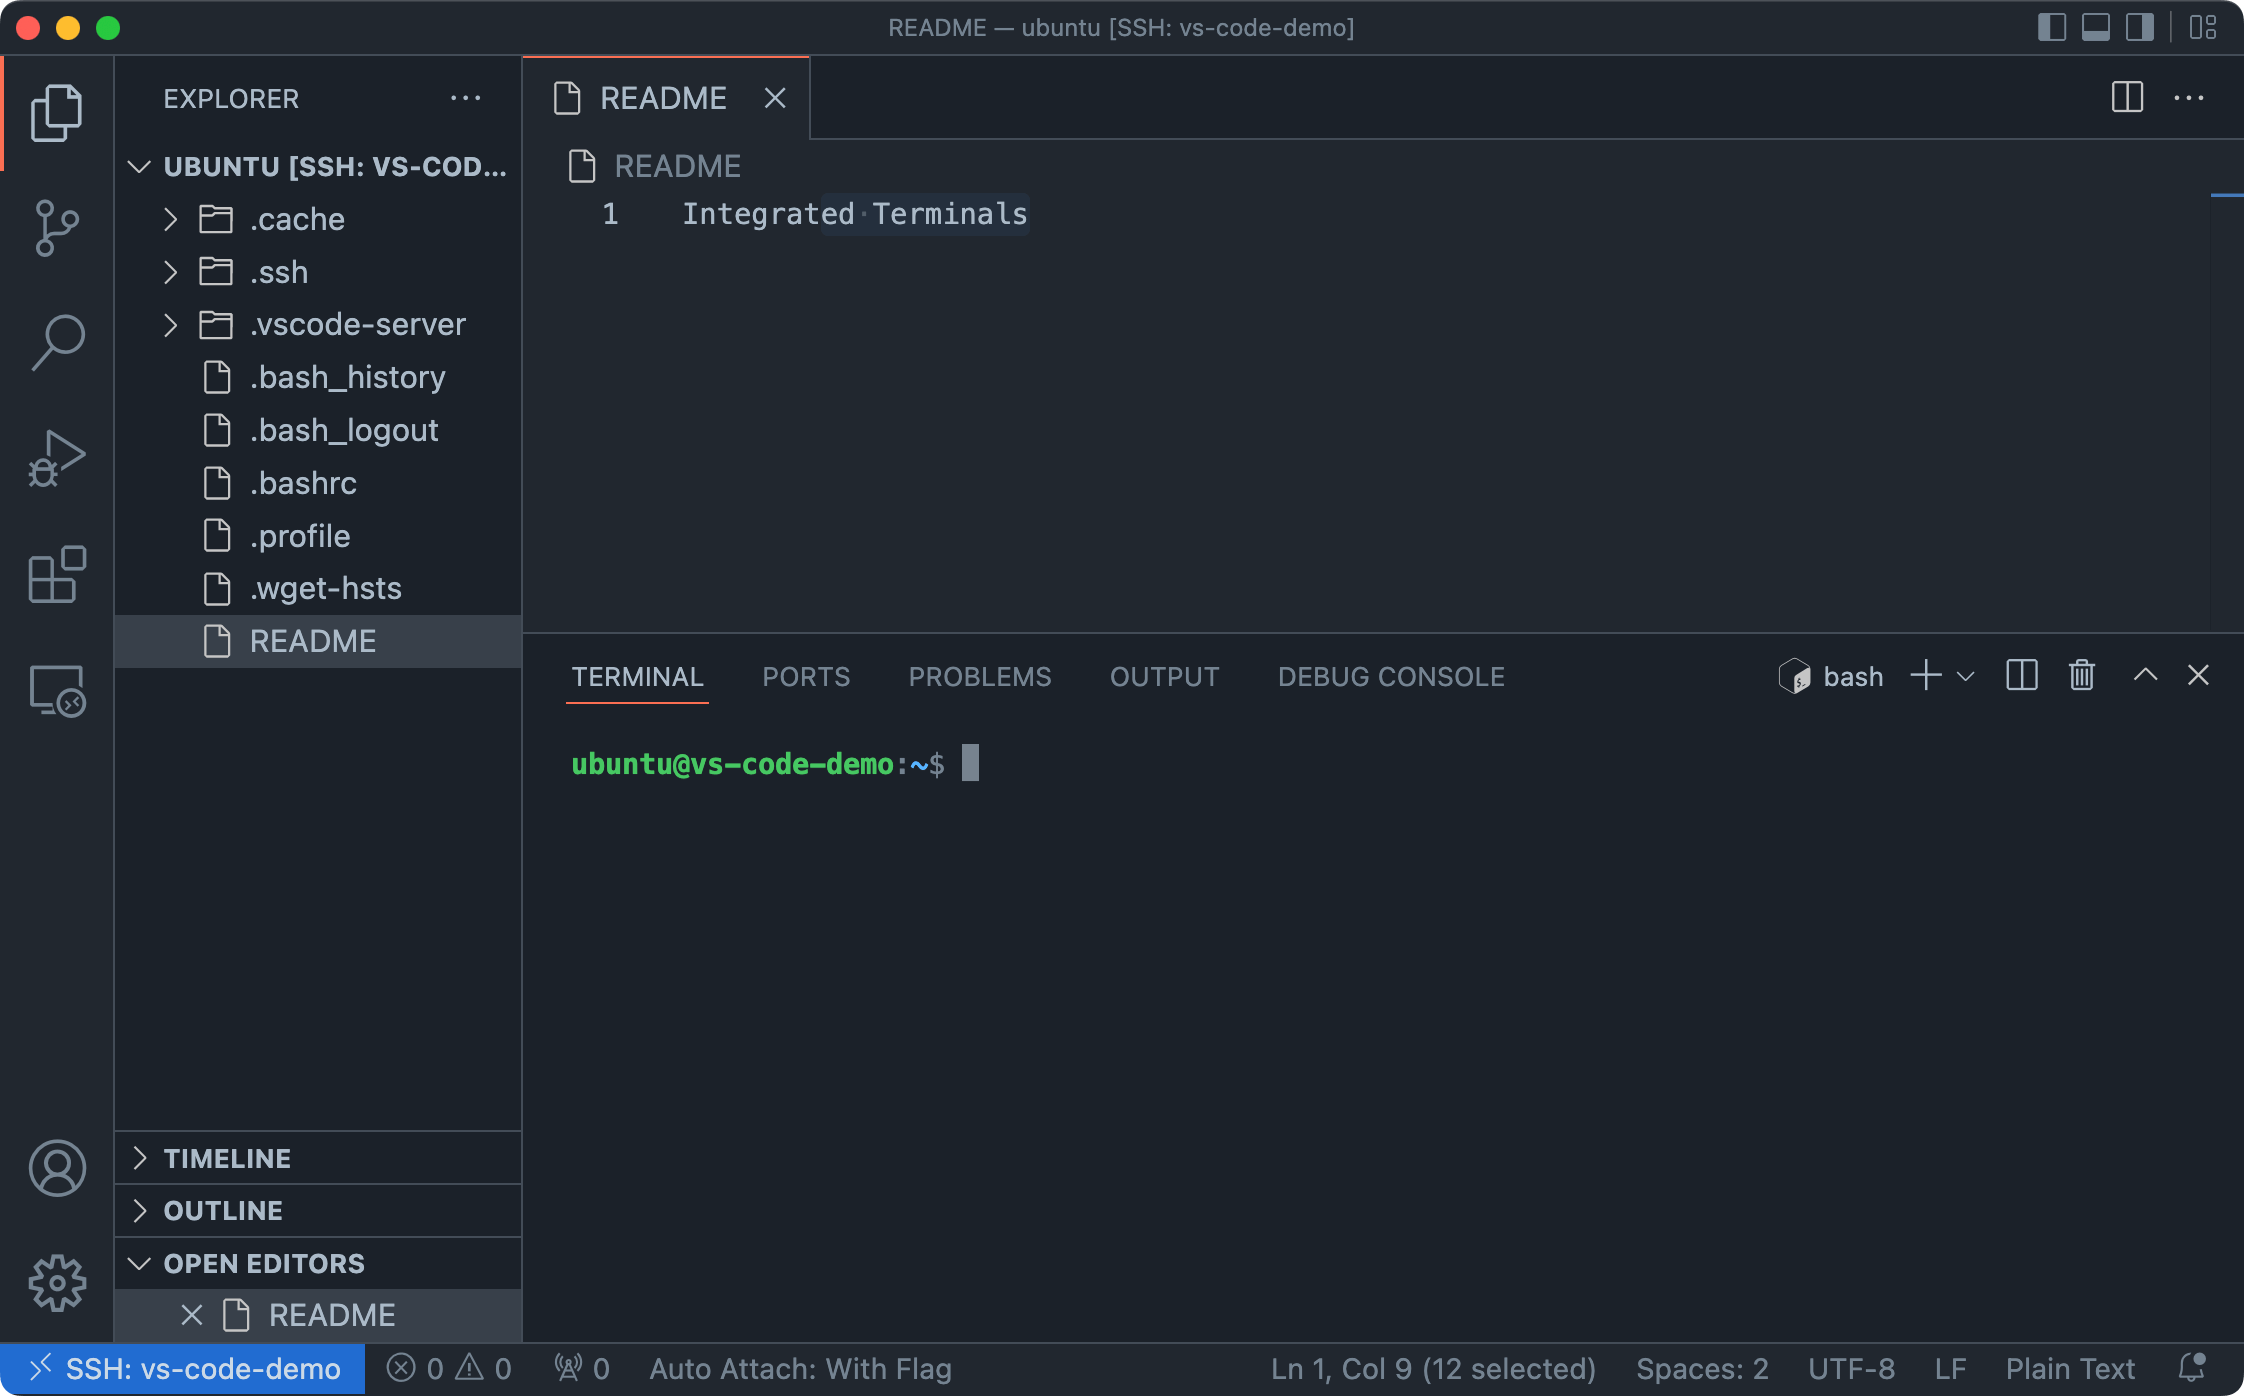 README — ubuntu [SSH: vs-code-demo]
EXPLORER
UBUNTU [SSH: VS-COD...
.cache
.ssh
.vscode-server
.bash_history
.bash_logout
.bashrc
.profile
.wget-hsts
README
TIMELINE
OUTLINE
OPEN EDITORS
README
README
README
1 Integrated·Terminals
TERMINAL PORTS PROBLEMS OUTPUT DEBUG CONSOLE bash
ubuntu@vs-code-demo:~$
SSH: vs-code-demo 0 0 0 Auto Attach: With Flag Ln 1, Col 9 (12 selected) Spaces: 2 UTF-8 LF Plain Text